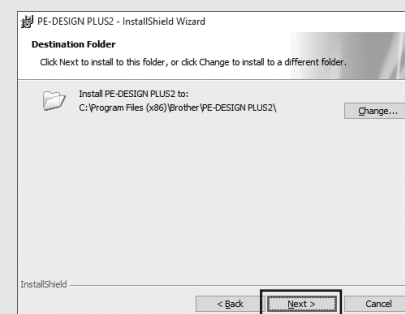 PE-DESIGN PLUS2 - InstallShield Wizard
Destination Folder
Click Next to install to this folder, or click Change to install to a different folder.
Install PE-DESIGN PLUS2 to:
C:\Program Files (x86)\Brother\PE-DESIGN PLUS2\
Change...
InstallShield
< Back Next > Cancel